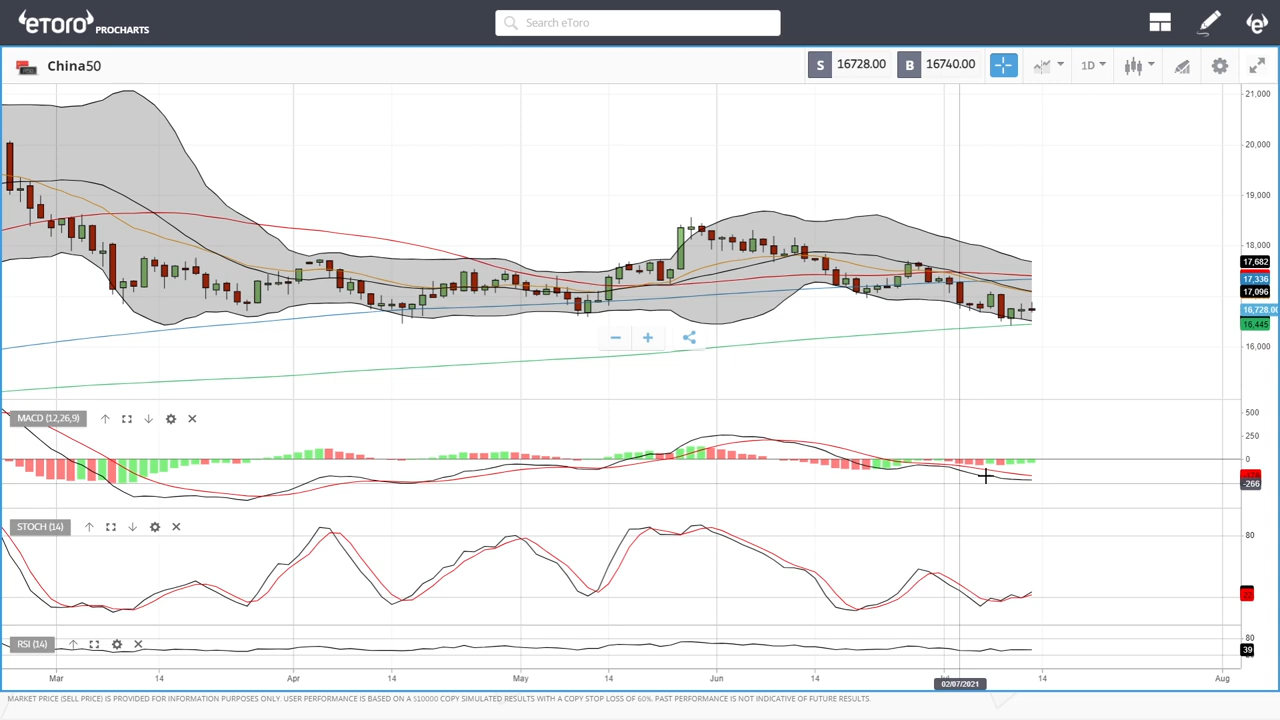 eToro PROCHARTS
Search eToro
China50
S 16728.00 B 16740.00
1D
21,000
20,000
19,000
18,000
17,682
17,336
17,096
16,728.00
16,445
16,000
MACD (12,26,9)
500
250
0
-266
STOCH (14)
80
RSI (14)
80
39
Mar 14 Apr 14 May 14 Jun 14 14 Aug
02/07/2021
MARKET PRICE (SELL PRICE) IS PROVIDED FOR INFORMATION PURPOSES ONLY. USER PERFORMANCE IS BASED ON A $10000 COPY SIMULATED RESULTS WITH A COPY STOP LOSS OF 60%. PAST PERFORMANCE IS NOT INDICATIVE OF FUTURE RESULTS.